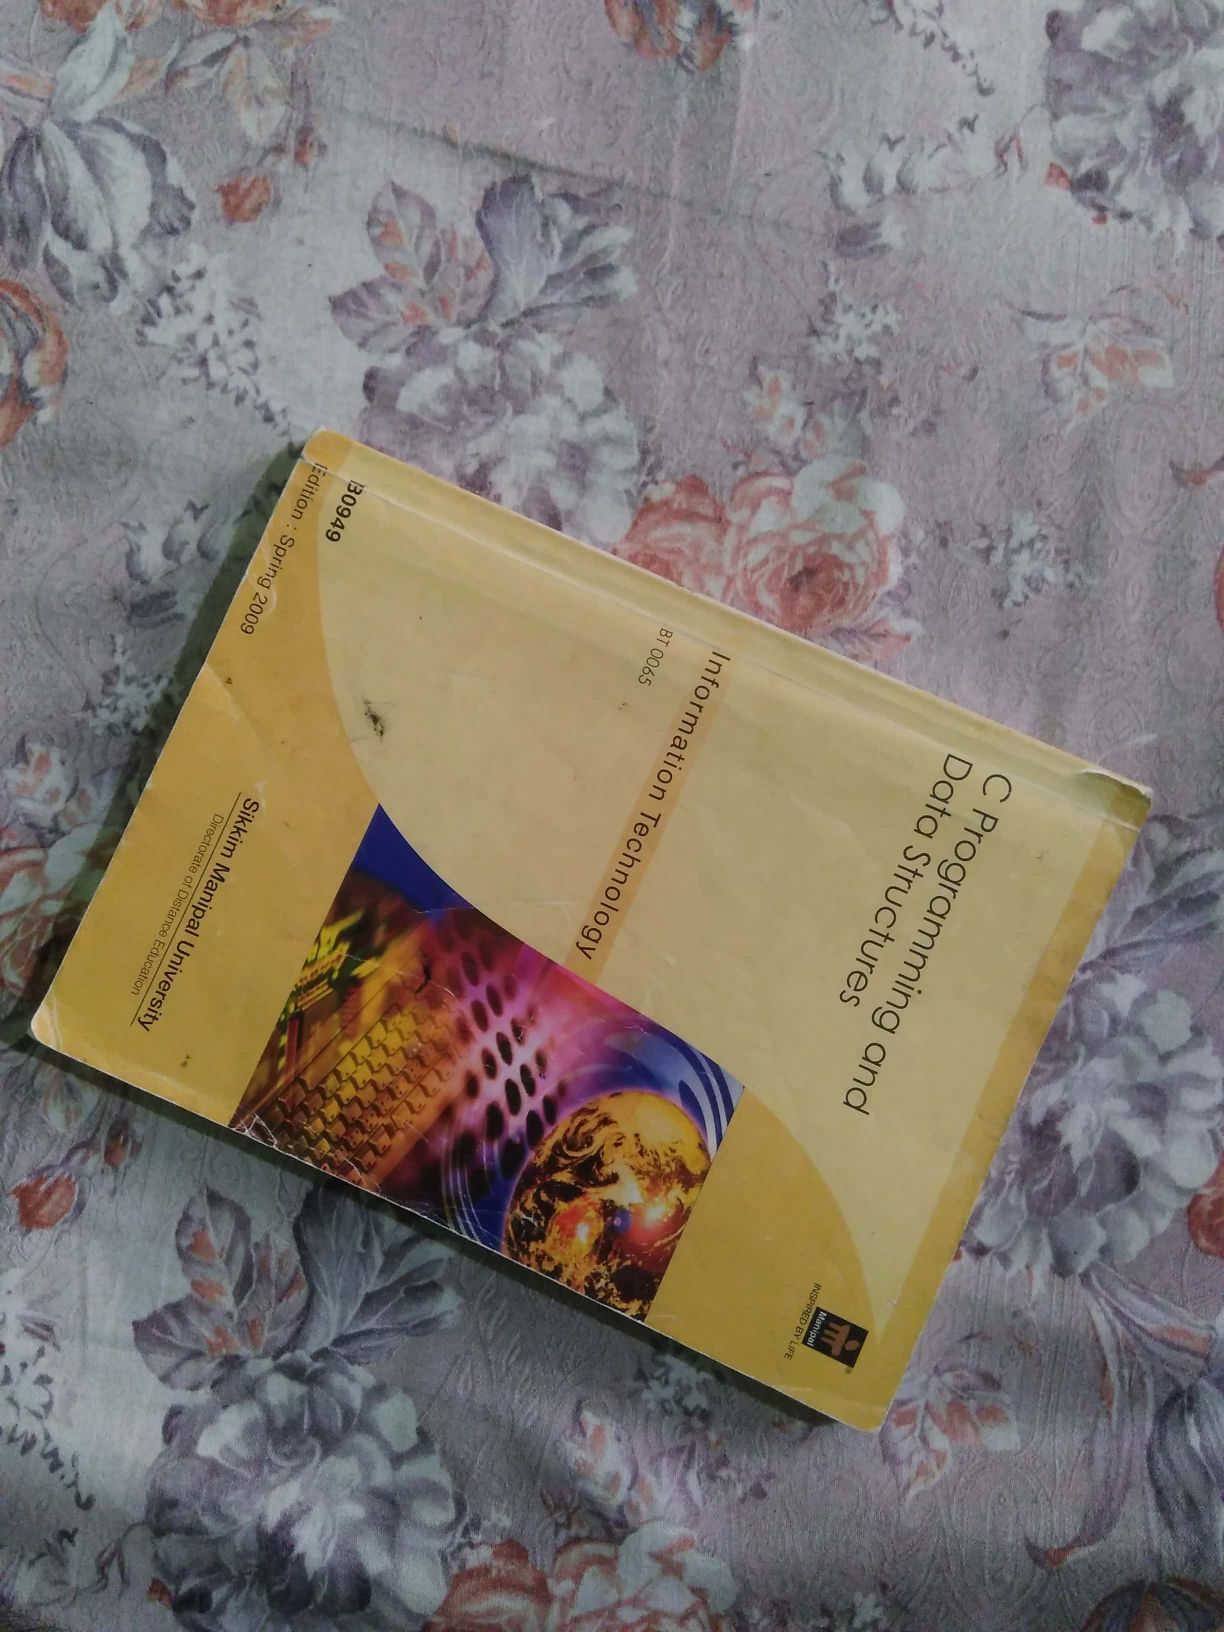 C Programming and
Data Structures
Information Technology
BT 0065
Manipal
INSPIRED BY LIFE
Sikkim Manipal University
Directorate of Distance Education
B0949
Edition : Spring 2009